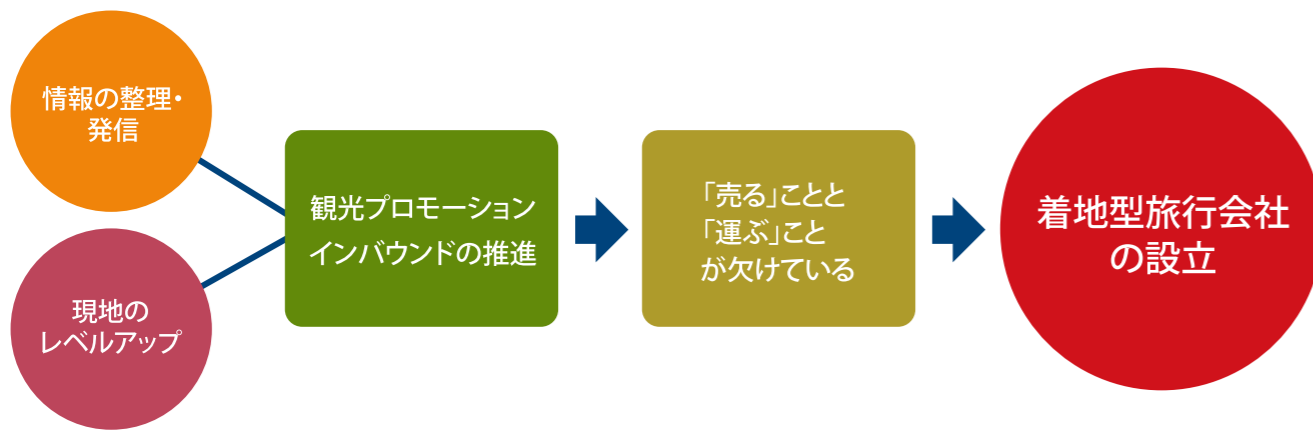 情報の整理・
発信
現地の
レベルアップ
観光プロモーション
インバウンドの推進
「売る」ことと
「運ぶ」こと
が欠けている
着地型旅行会社
の設立